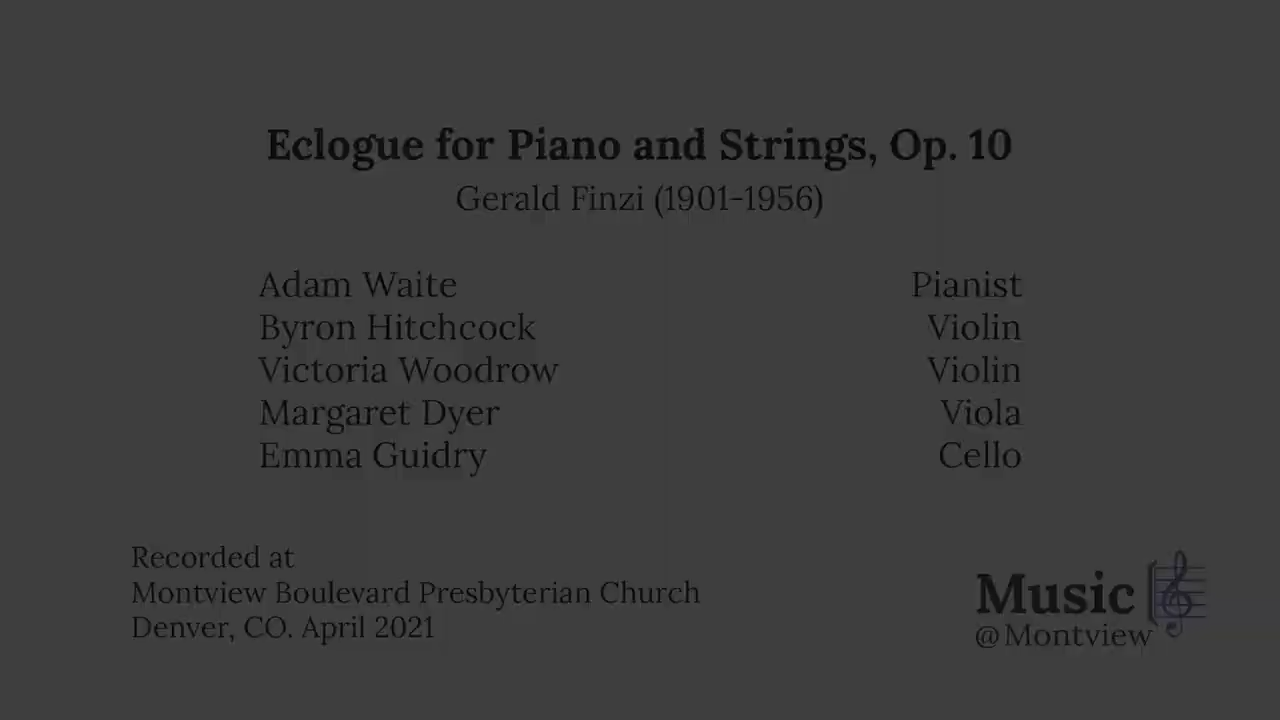 Eclogue for Piano and Strings, Op. 10
Gerald Finzi (1901-1956)
Adam Waite Pianist
Byron Hitchcock Violin
Victoria Woodrow Violin
Margaret Dyer Viola
Emma Guidry Cello
Recorded at
Montview Boulevard Presbyterian Church
Denver, CO. April 2021
Music
@Montview